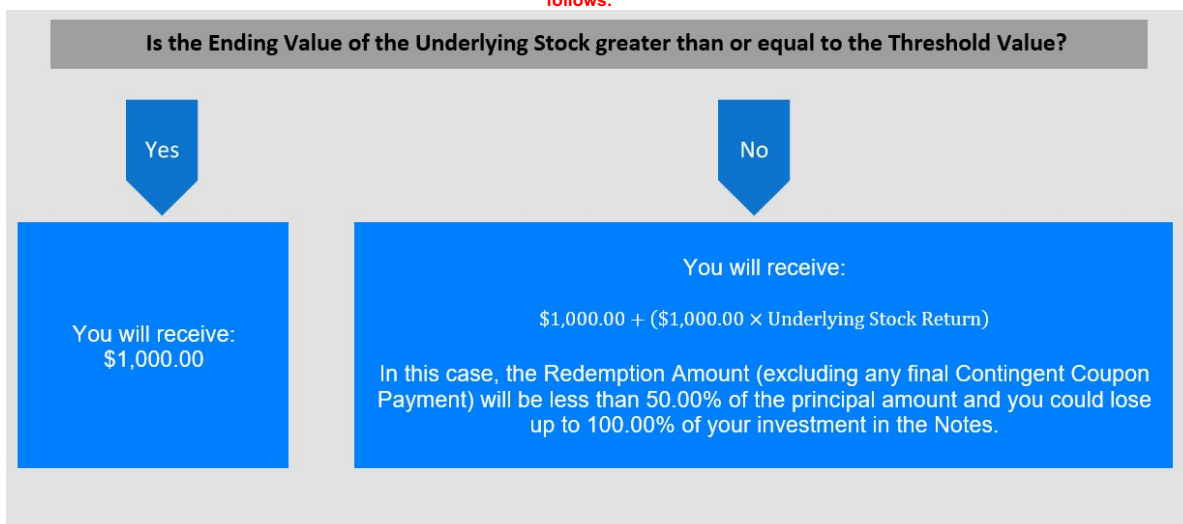 follows:
Is the Ending Value of the Underlying Stock greater than or equal to the Threshold Value?
Yes
No
You will receive:
$1,000.00
You will receive:
$1,000.00 + ($1,000.00 × Underlying Stock Return)
In this case, the Redemption Amount (excluding any final Contingent Coupon
Payment) will be less than 50.00% of the principal amount and you could lose
up to 100.00% of your investment in the Notes.